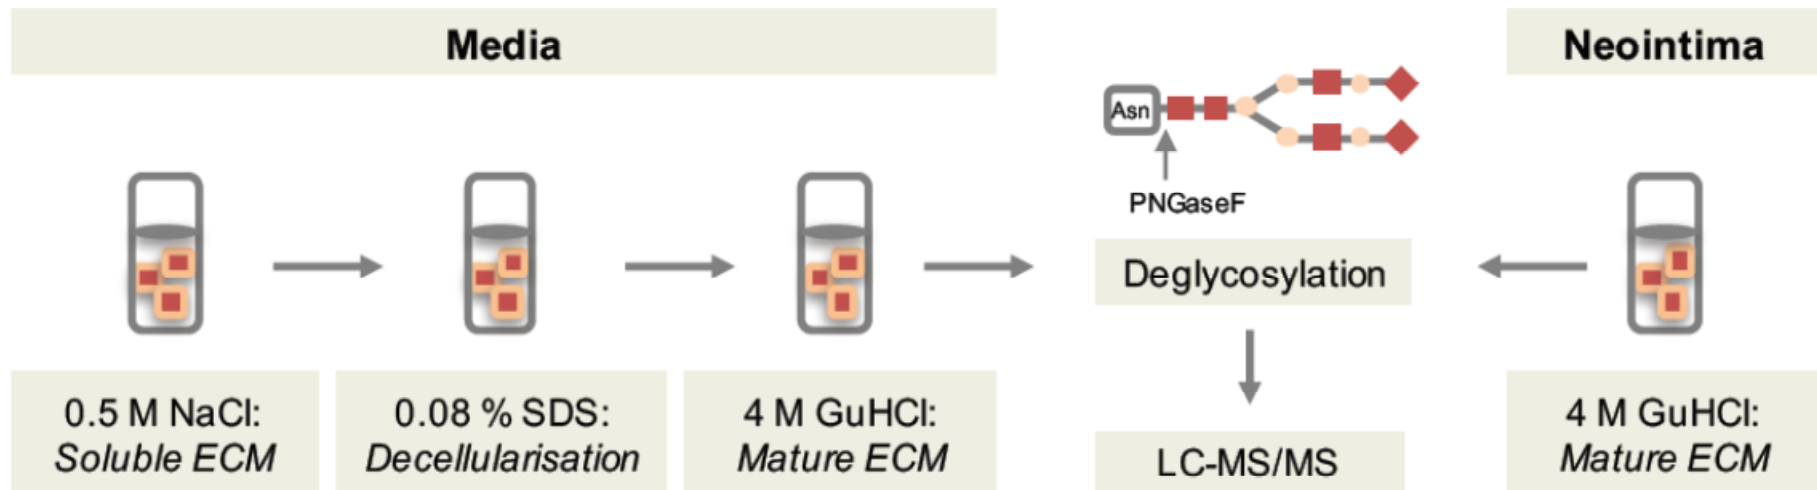 Media
Neointima
Asn
PNGaseF
Deglycosylation
0.5 M NaCl:
Soluble ECM
0.08 % SDS:
Decellularisation
4 M GuHCl:
Mature ECM
LC-MS/MS
4 M GuHCl:
Mature ECM